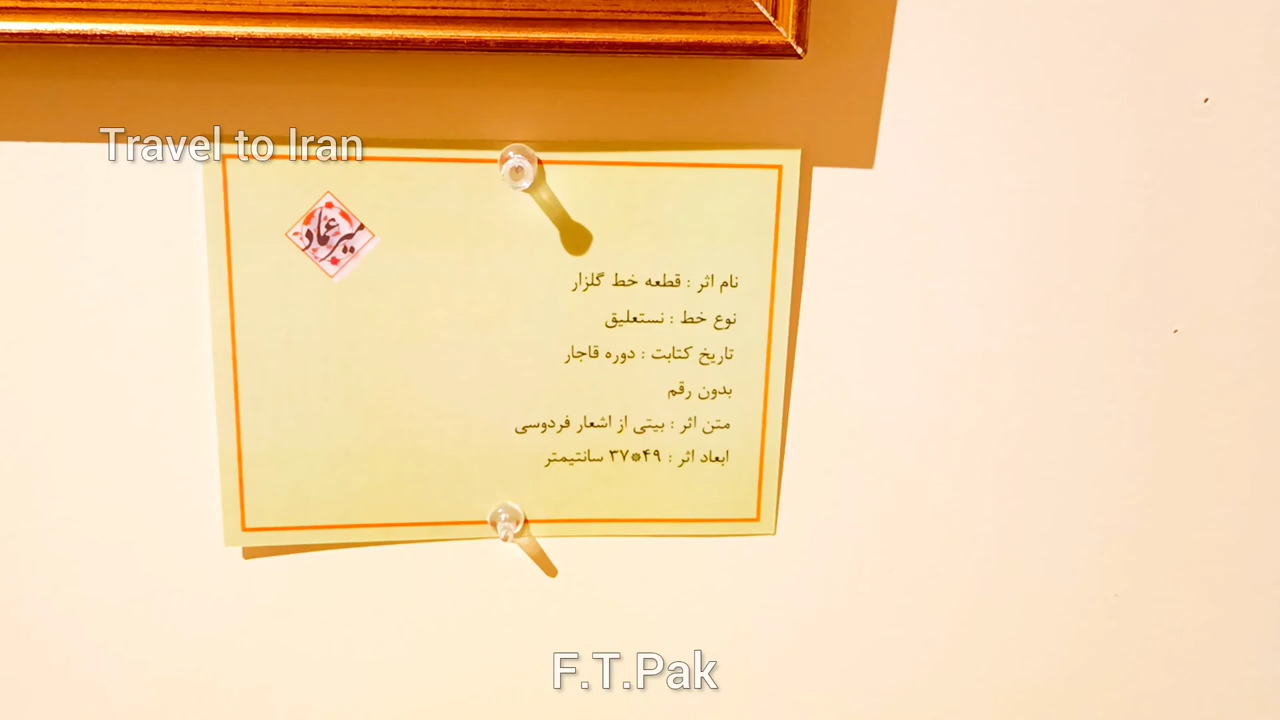 Travel to Iran
میرعماد
نام اثر : قطعه خط گلزار
نوع خط : نستعلیق
تاریخ کتابت : دوره قاجار
بدون رقم
متن اثر : بیتی از اشعار فردوسی
ابعاد اثر : ۴۹*۳۷ سانتیمتر
F.T.Pak